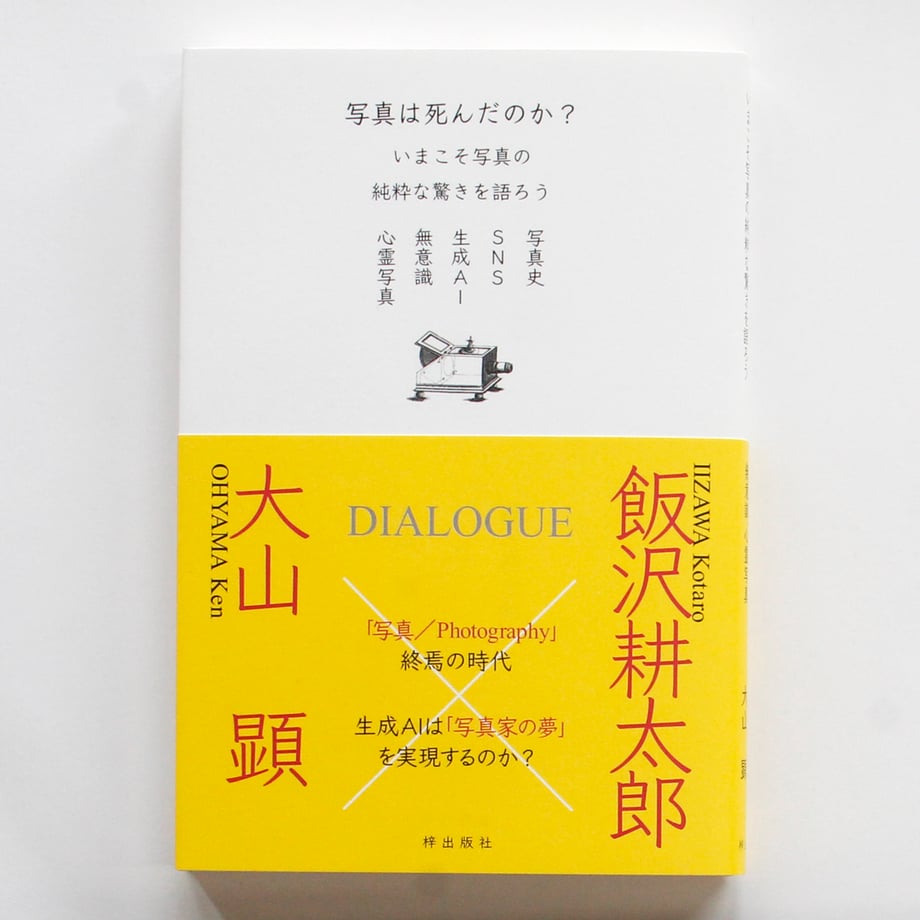 写真は死んだのか？
いまこそ写真の
純粋な驚きを語ろう
写真史
SNS
生成AI
無意識
心霊写真
DIALOGUE
飯沢耕太郎
IIZAWA Kotaro
大山 顕
OHYAMA Ken
「写真／Photography」
終焉の時代
生成AIは「写真家の夢」
を実現するのか？
梓出版社
大山 顕